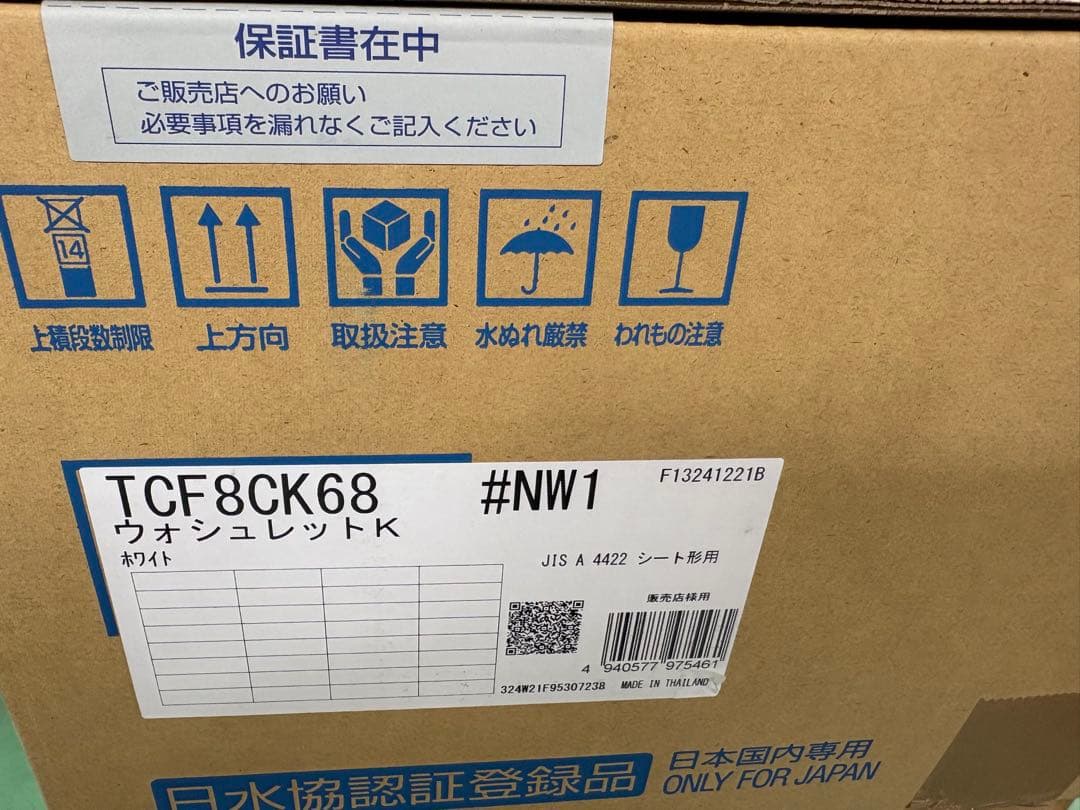 保証書在中
ご販売店へのお願い
必要事項を漏れなくご記入ください
14
上積段数制限 上方向 取扱注意 水ぬれ厳禁 われもの注意
TCF8CK68 #NW1 F13241221B
ウォシュレットK
ホワイト
JIS A 4422 シート形用
販売店様用
4 940577 975461
324W21F9530723B MADE IN THAILAND
日水協認証登録品 日本国内専用
ONLY FOR JAPAN